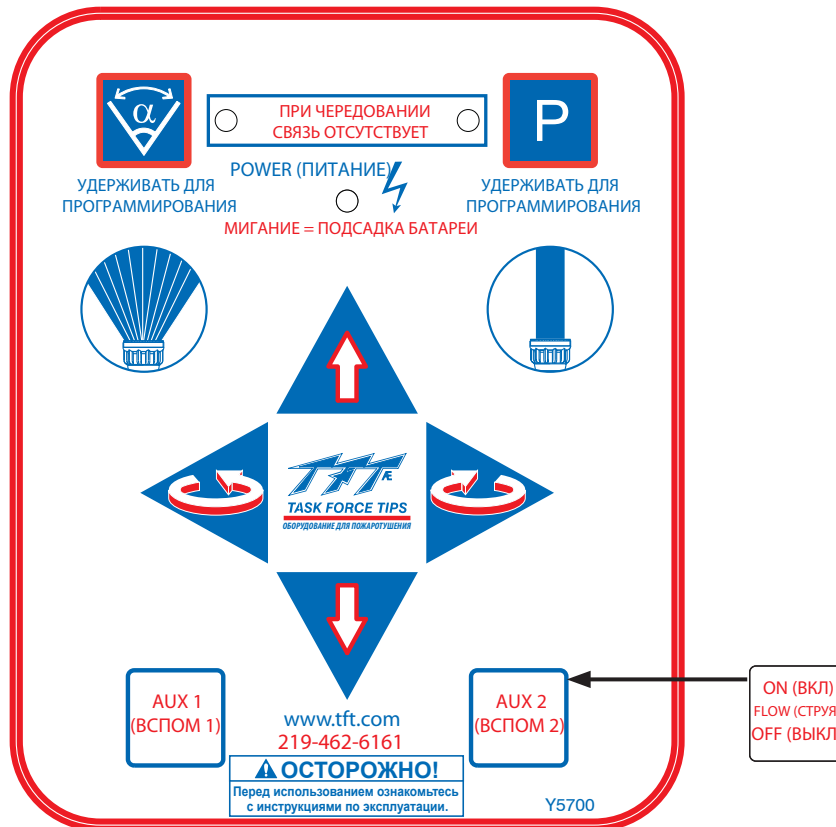 α
ПРИ ЧЕРЕДОВАНИИ
СВЯЗЬ ОТСУТСТВУЕТ
P
УДЕРЖИВАТЬ ДЛЯ
ПРОГРАММИРОВАНИЯ
POWER (ПИТАНИЕ)
УДЕРЖИВАТЬ ДЛЯ
ПРОГРАММИРОВАНИЯ
МИГАНИЕ = ПОДСАДКА БАТАРЕИ
TFT Æ
TASK FORCE TIPS
ОБОРУДОВАНИЕ ДЛЯ ПОЖАРОТУШЕНИЯ
AUX 1
(ВСПОМ 1)
AUX 2
(ВСПОМ 2)
ON (ВКЛ)
FLOW (СТРУЯ
OFF (ВЫКЛ
www.tft.com
219-462-6161
ОСТОРОЖНО!
Перед использованием ознакомьтесь
с инструкциями по эксплуатации.
Y5700